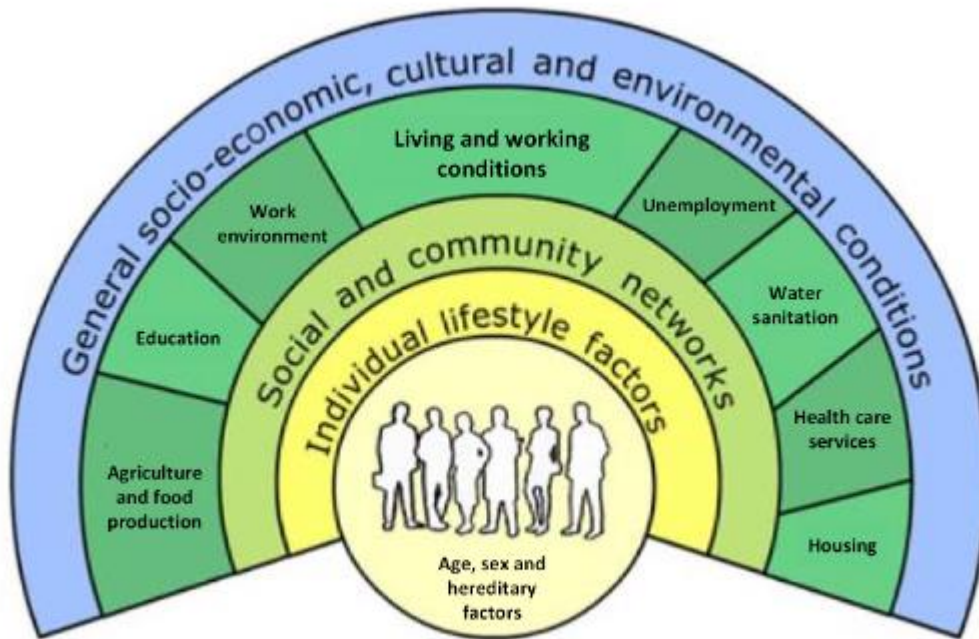 General socio-economic, cultural and environmental conditions
Living and working
conditions
Work
environment
Unemployment
Education
Water
sanitation
Agriculture
and food
production
Health care
services
Housing
Social and community networks
Individual lifestyle factors
Age, sex and
hereditary
factors